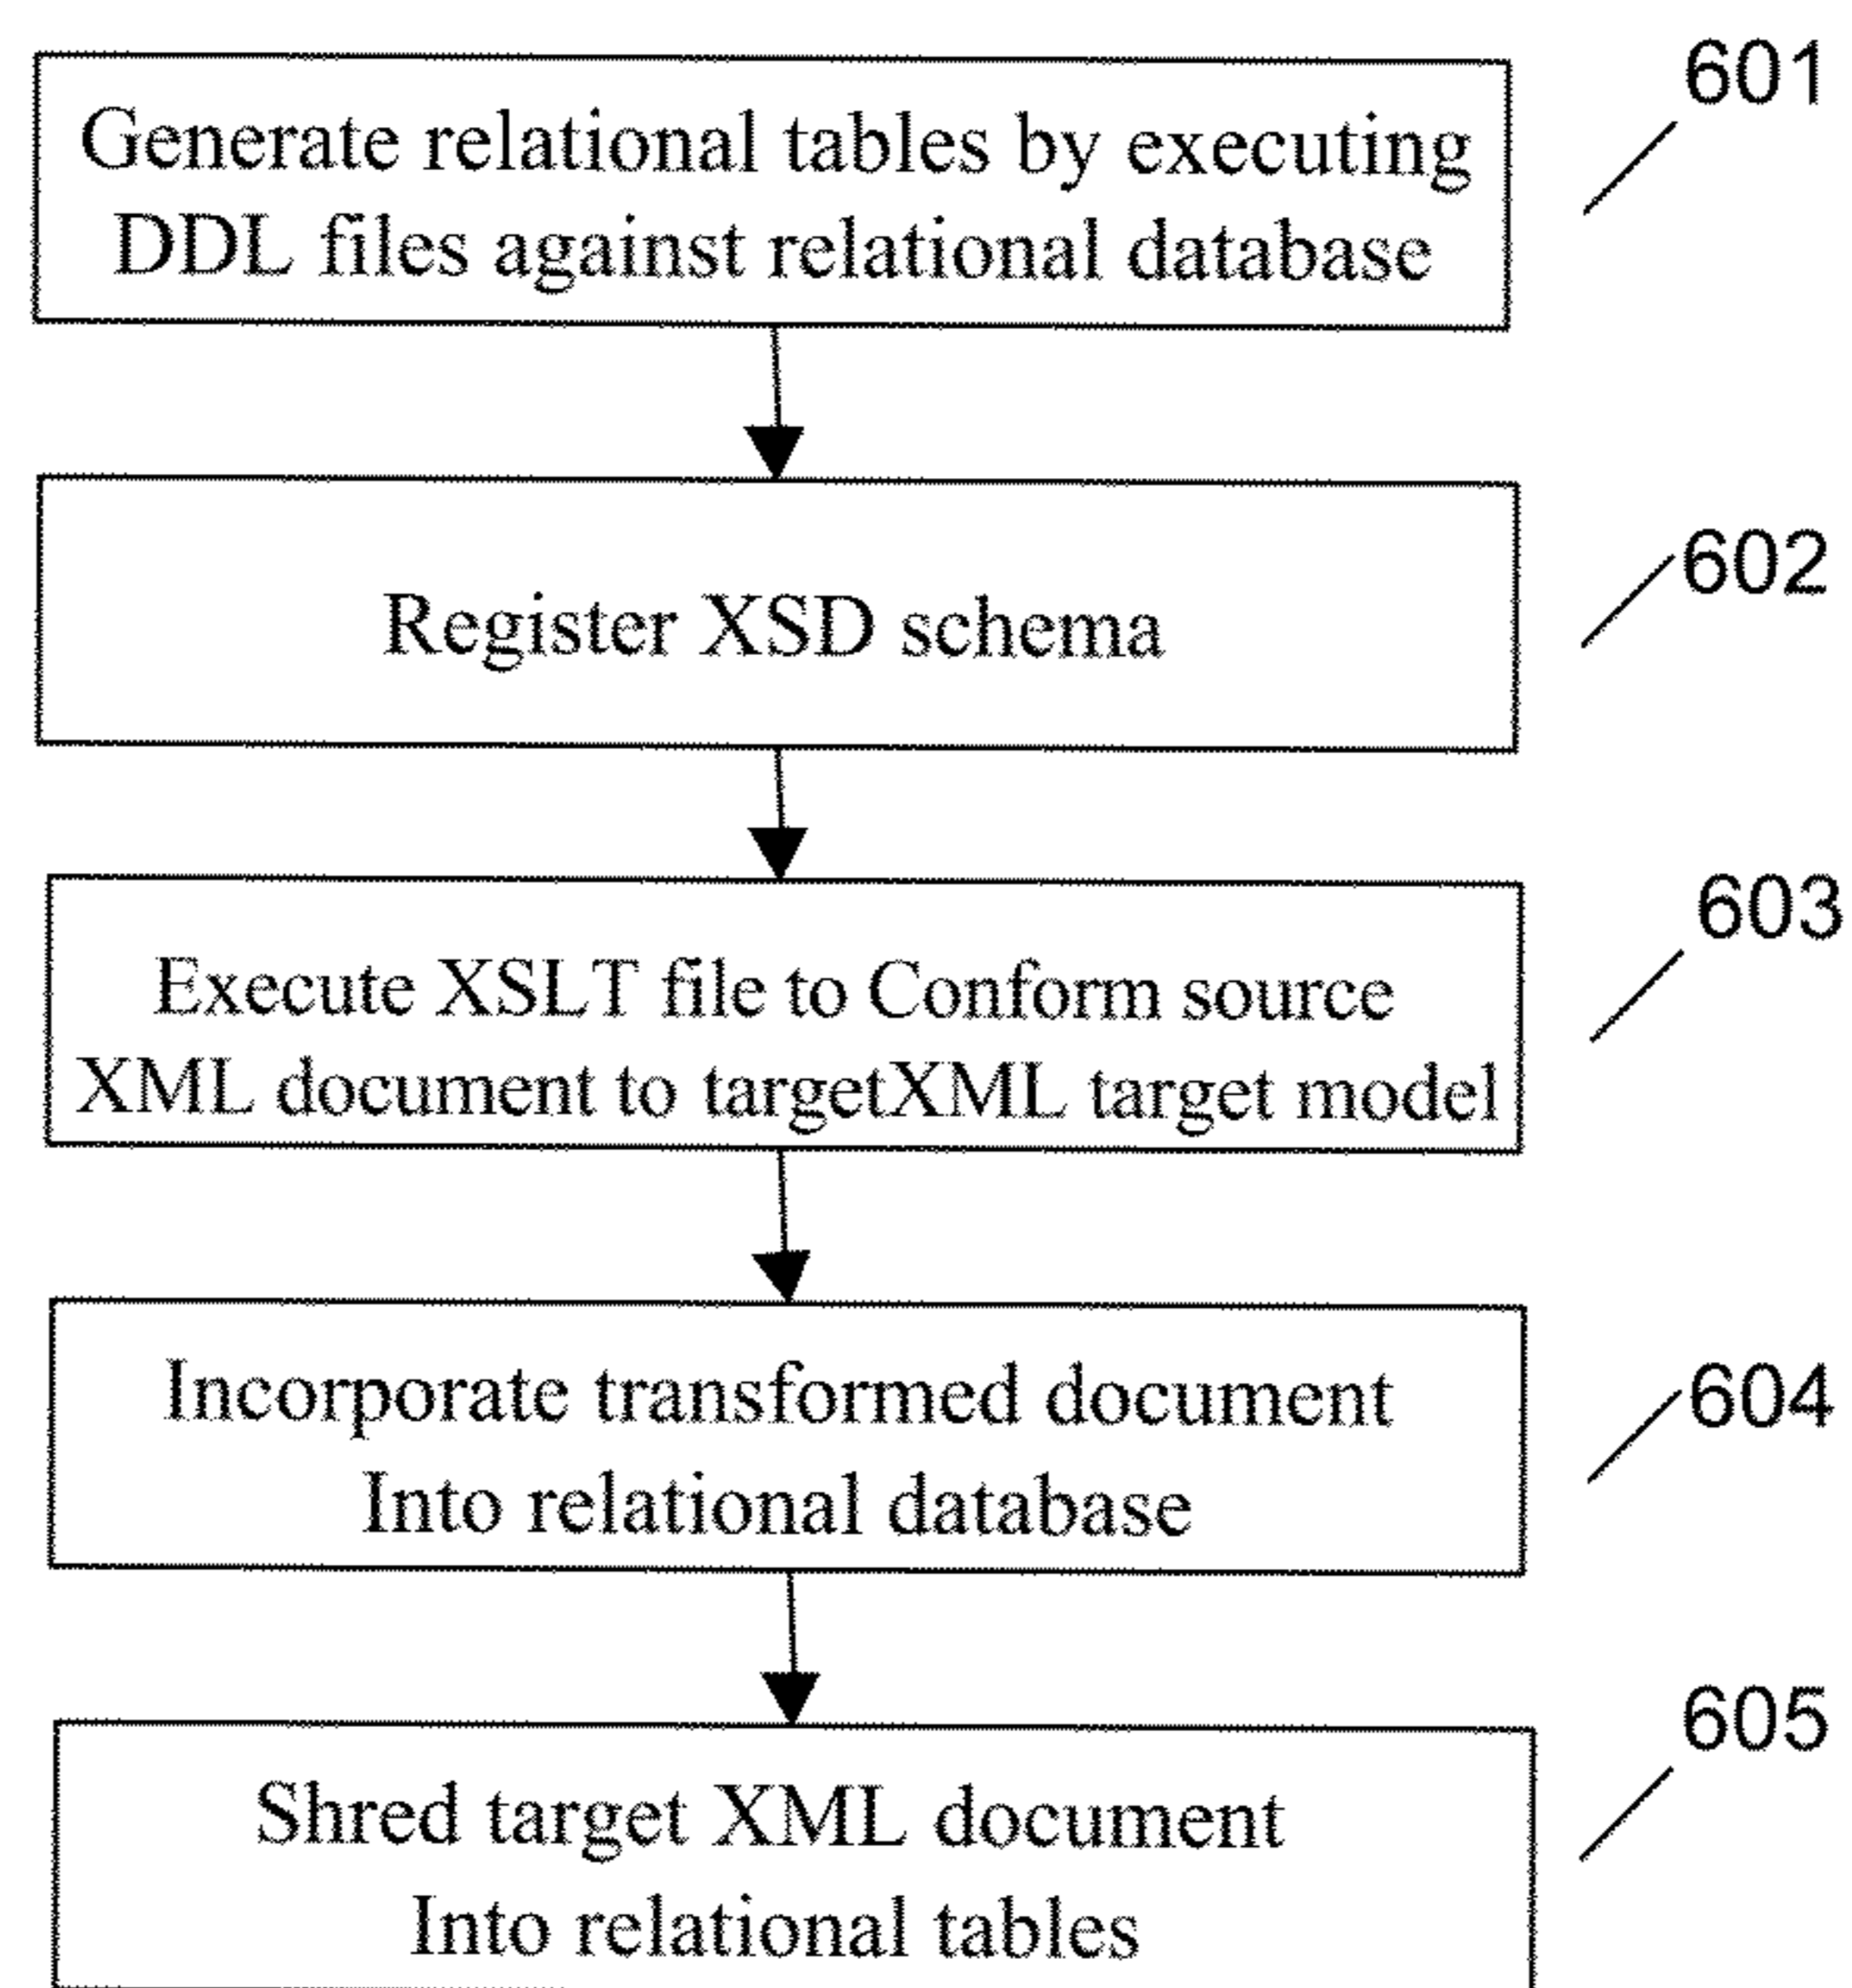 601
Generate relational tables by executing
DDL files against relational database
602
Register XSD schema
603
Execute XSLT file to Conform source
XML document to targetXML target model
604
Incorporate transformed document
Into relational database
605
Shred target XML document
Into relational tables